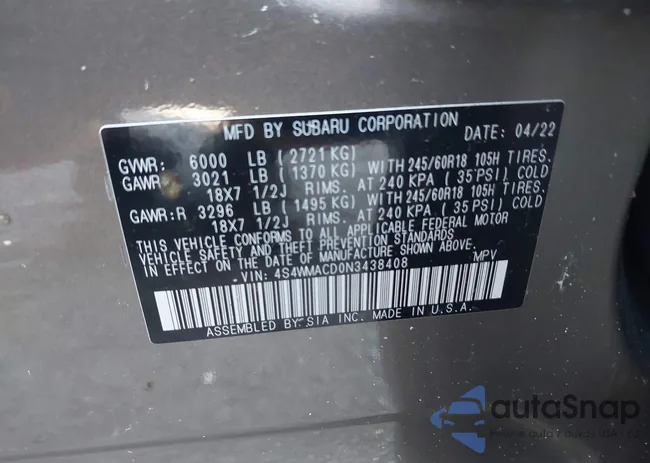 MFD BY SUBARU CORPORATION DATE: 04/22
GVWR: 6000 LB (2721 KG)
GAWR: 3021 LB (1370 KG) WITH 245/60R18 105H TIRES.
18X7 1/2J RIMS. AT 240 KPA (35 PSI) COLD
GAWR:R 3296 LB (1495 KG) WITH 245/60R18 105H TIRES.
18X7 1/2J RIMS. AT 240 KPA (35 PSI) COLD
THIS VEHICLE CONFORMS TO ALL APPLICABLE FEDERAL MOTOR
VEHICLE SAFETY AND THEFT PREVENTION STANDARDS
IN EFFECT ON THE DATE OF MANUFACTURE SHOWN ABOVE.
VIN: 4S4WMACD0N3438408 MPV
ASSEMBLED BY:SIA INC. MADE IN U.S.A.
autaSnap